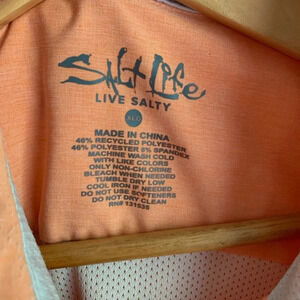 Salt Life
LIVE SALTY
XLG
MADE IN CHINA
46% RECYCLED POLYESTER
46% POLYESTER 8% SPANDEX
MACHINE WASH COLD
WITH LIKE COLORS
ONLY NON-CHLORINE
BLEACH WHEN NEEDED
TUMBLE DRY LOW
COOL IRON IF NEEDED
DO NOT USE SOFTENERS
DO NOT DRY CLEAN
RN# 131535